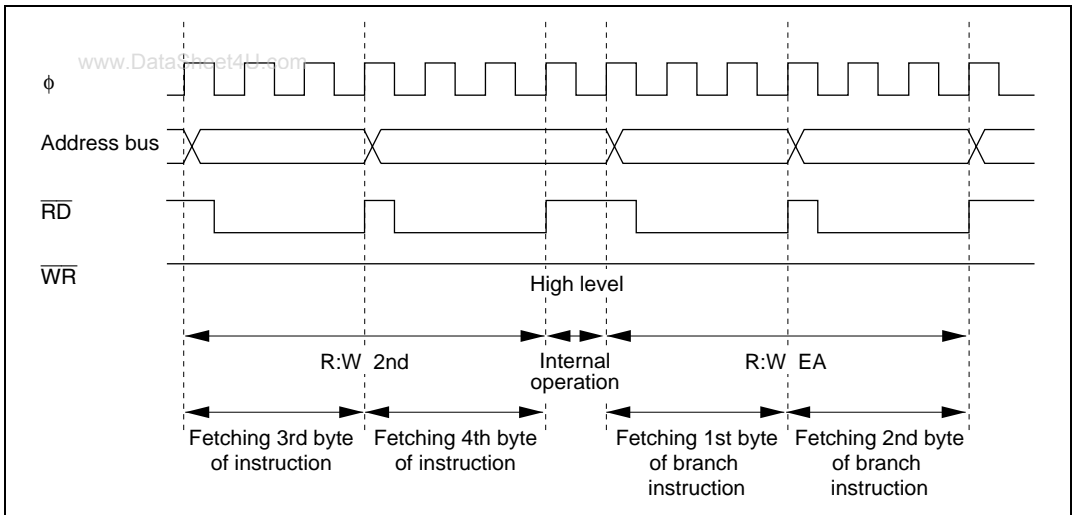 www.DataSheet4U.com
ϕ
Address bus
RD
WR
High level
R:W 2nd
Internal
operation
R:W EA
Fetching 3rd byte
of instruction
Fetching 4th byte
of instruction
Fetching 1st byte
of branch
instruction
Fetching 2nd byte
of branch
instruction